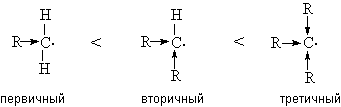 H H R
R C· < R C· < R C·
H R R
первичный вторичный третичный